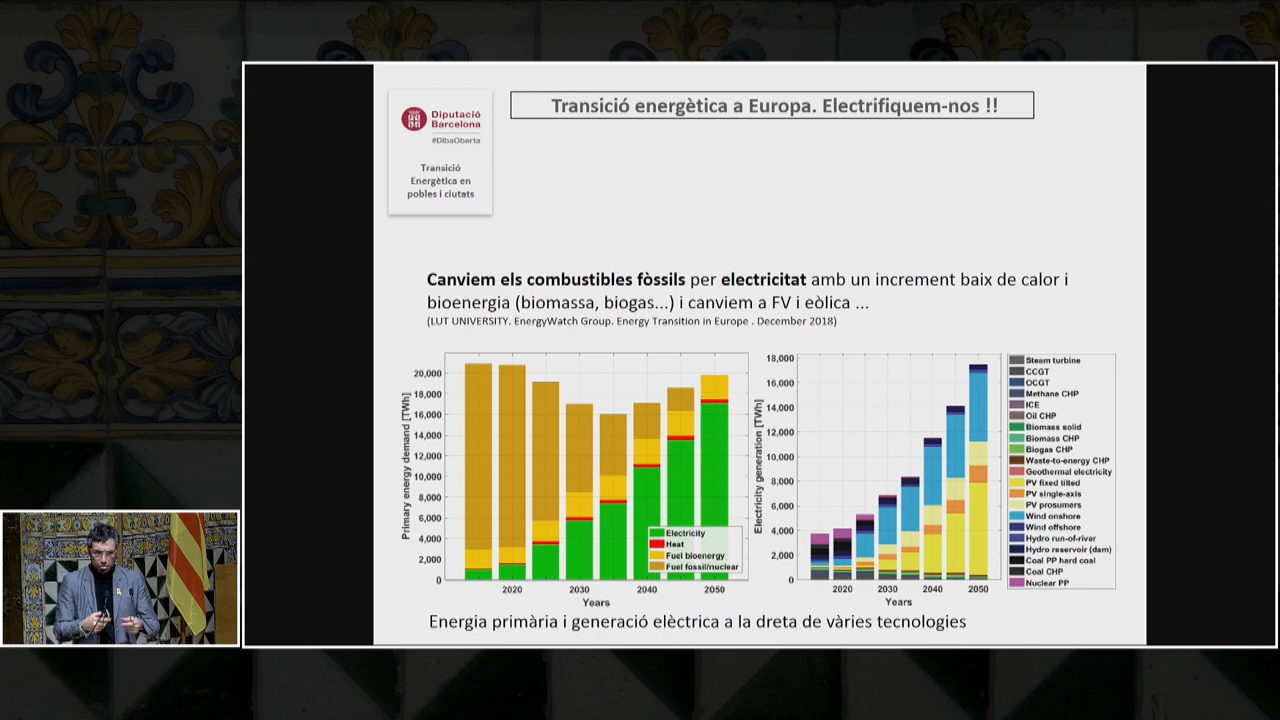 Transició energètica a Europa. Electrifiquem-nos !!
Diputació
Barcelona
#DibaOberta
Transició
Energètica en
pobles i ciutats
Canviem els combustibles fòssils per electricitat amb un increment baix de calor i
bioenergia (biomassa, biogas...) i canviem a FV i eòlica ...
(LUT UNIVERSITY. EnergyWatch Group. Energy Transition in Europe . December 2018)
Primary energy demand [TWh]
20,000
18,000
16,000
14,000
12,000
10,000
8,000
6,000
4,000
2,000
0
2020
2030
2040
2050
Years
Electricity
Heat
Fuel bioenergy
Fuel fossil/nuclear
Electricity generation [TWh]
18,000
16,000
14,000
12,000
10,000
8,000
6,000
4,000
2,000
0
2020
2030
2040
2050
Years
Steam turbine
CCGT
OCGT
Methane CHP
ICE
Oil CHP
Biomass solid
Biomass CHP
Biogas CHP
Waste-to-energy CHP
Geothermal electricity
PV fixed tilted
PV single-axis
PV prosumers
Wind onshore
Wind offshore
Hydro run-of-river
Hydro reservoir (dam)
Coal PP hard coal
Coal CHP
Nuclear PP
Energia primària i generació elèctrica a la dreta de vàries tecnologies